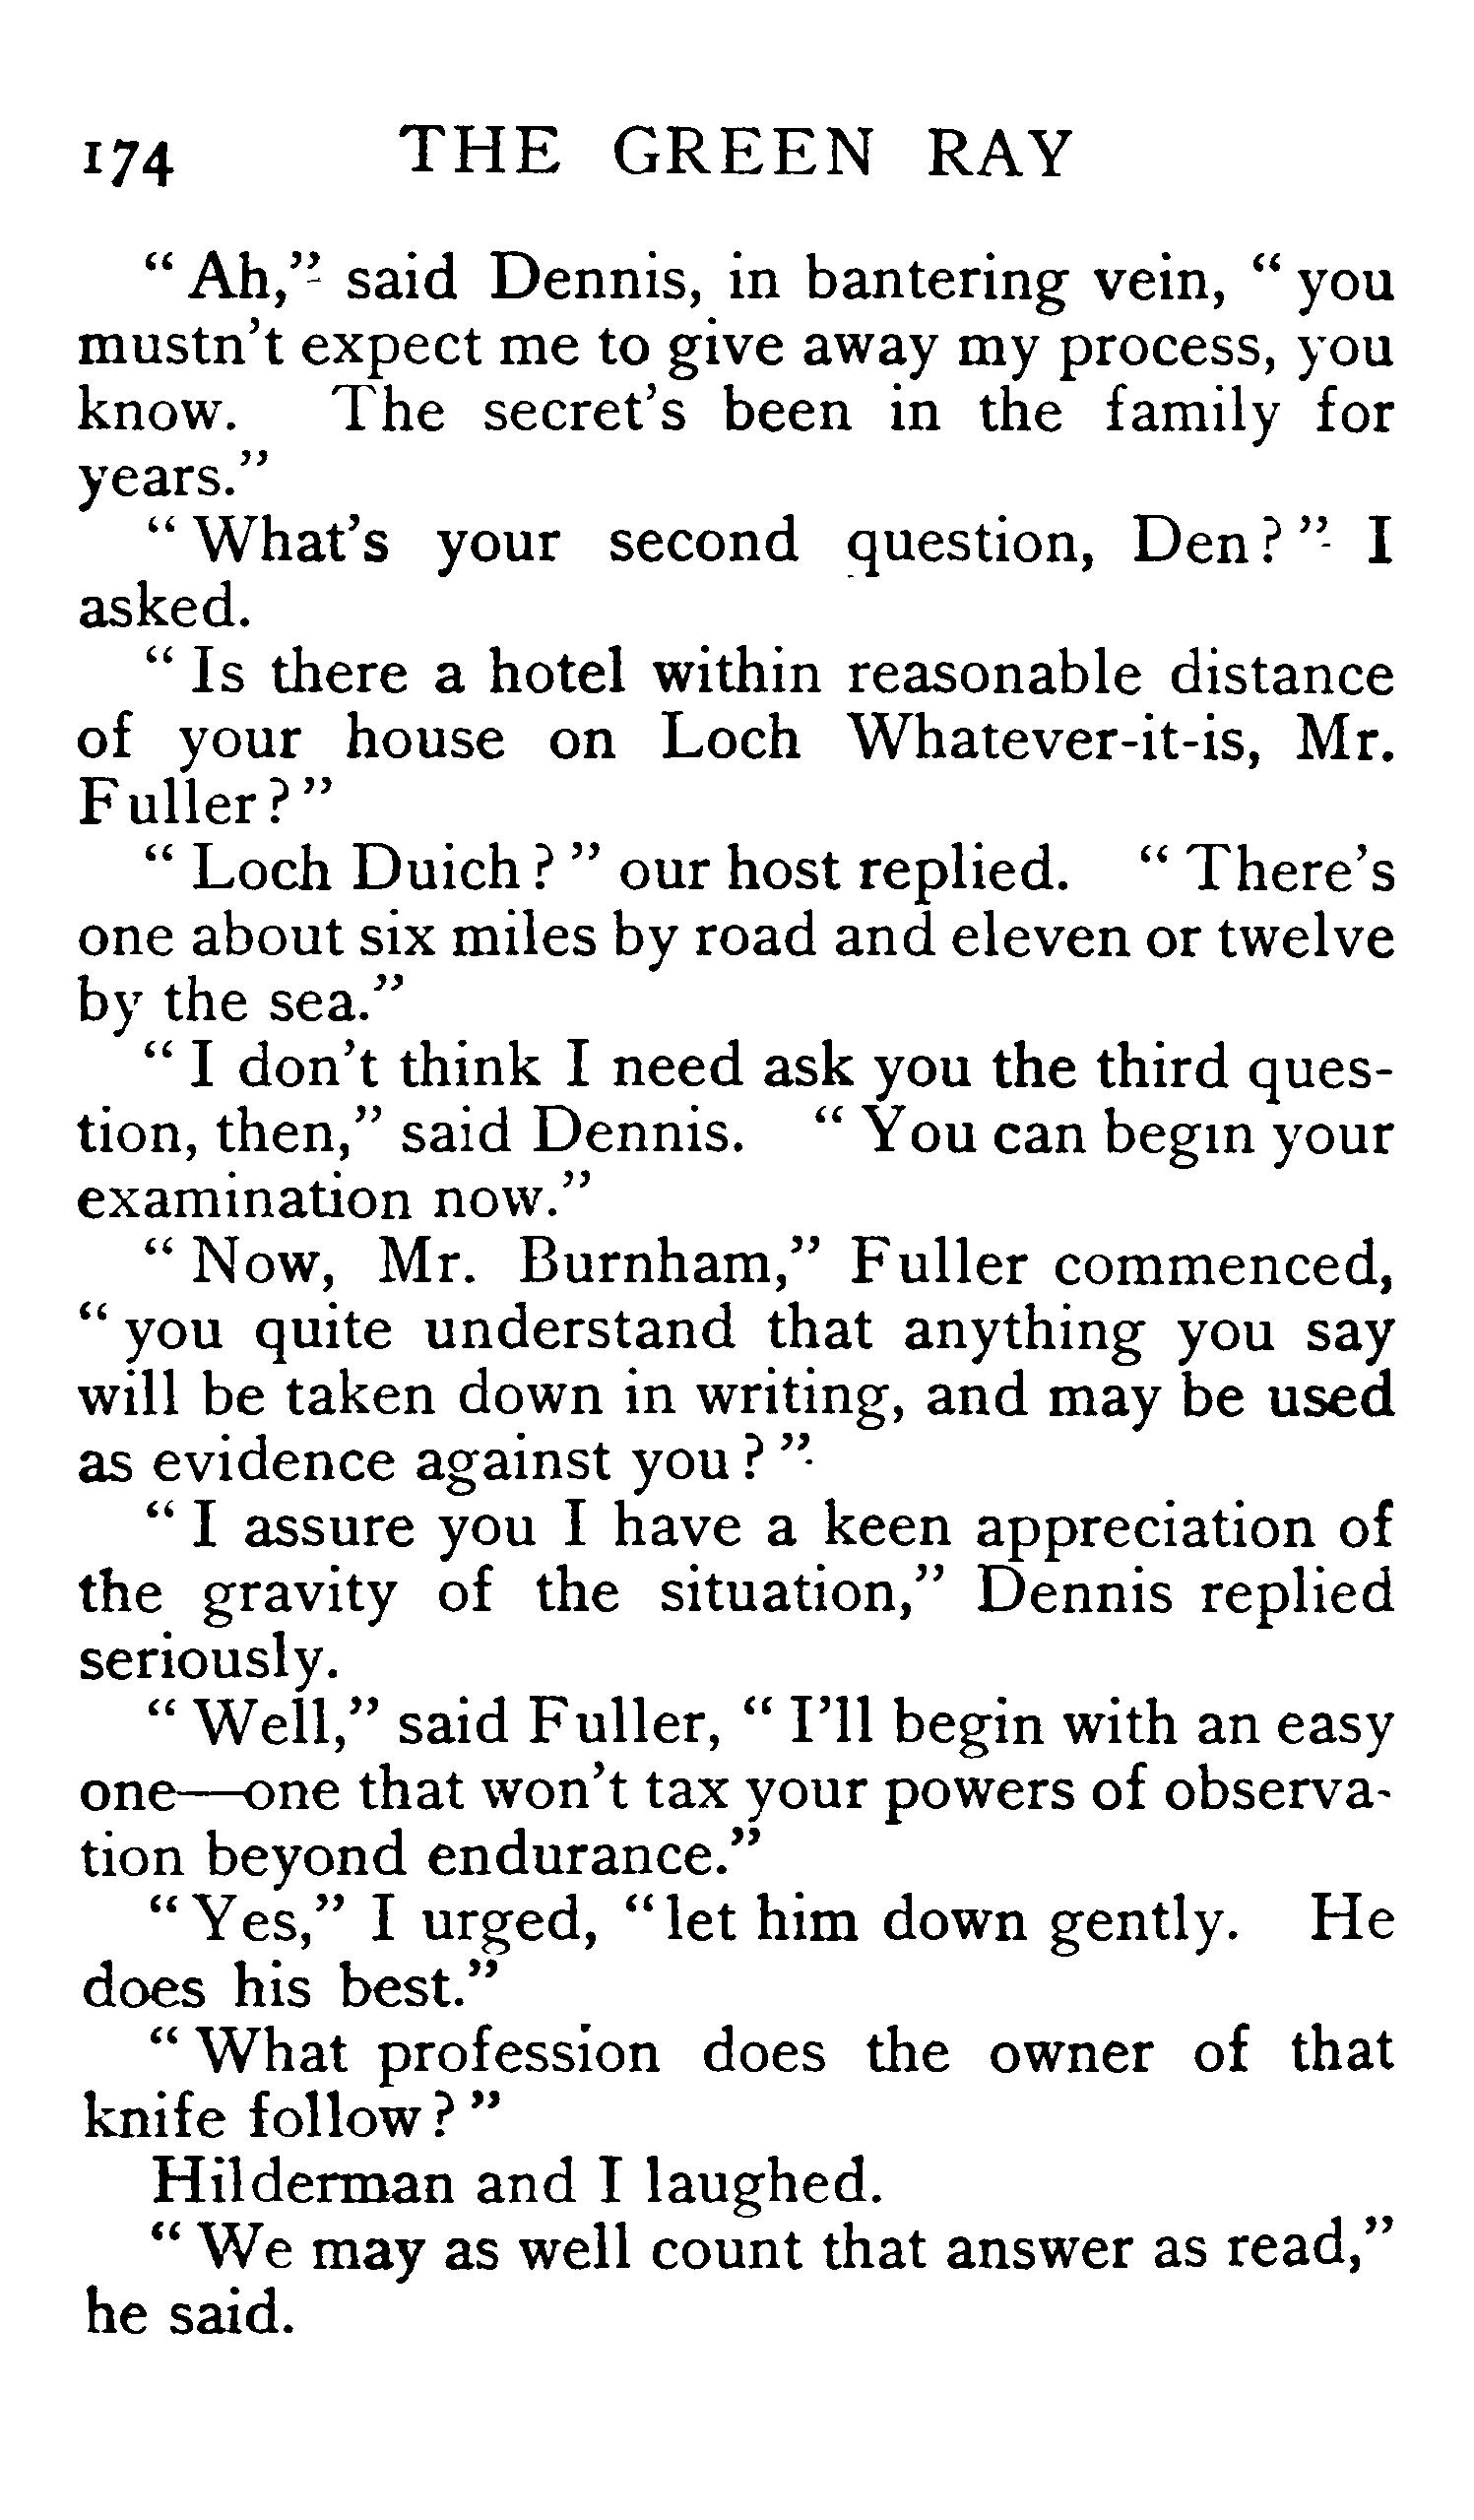 174 THE GREEN RAY
“ Ah,” said Dennis, in bantering vein, “ you
mustn't expect me to give away my process, you
know. The secret's been in the family for
years.”
“ What's your second question, Den ? ” I
asked.
“ Is there a hotel within reasonable distance
of your house on Loch Whatever-it-is, Mr.
Fuller ? ”
“ Loch Duich ? ” our host replied. “ There's
one about six miles by road and eleven or twelve
by the sea.”
“ I don't think I need ask you the third ques-
tion, then,” said Dennis. “ You can begin your
examination now.”
“ Now, Mr. Burnham,” Fuller commenced,
“ you quite understand that anything you say
will be taken down in writing, and may be used
as evidence against you ? ”
“ I assure you I have a keen appreciation of
the gravity of the situation,” Dennis replied
seriously.
“ Well,” said Fuller, “ I'll begin with an easy
one—one that won't tax your powers of observa-
tion beyond endurance.”
“ Yes,” I urged, “ let him down gently. He
does his best.”
“ What profession does the owner of that
knife follow ? ”
Hilderman and I laughed.
“ We may as well count that answer as read,”
he said.